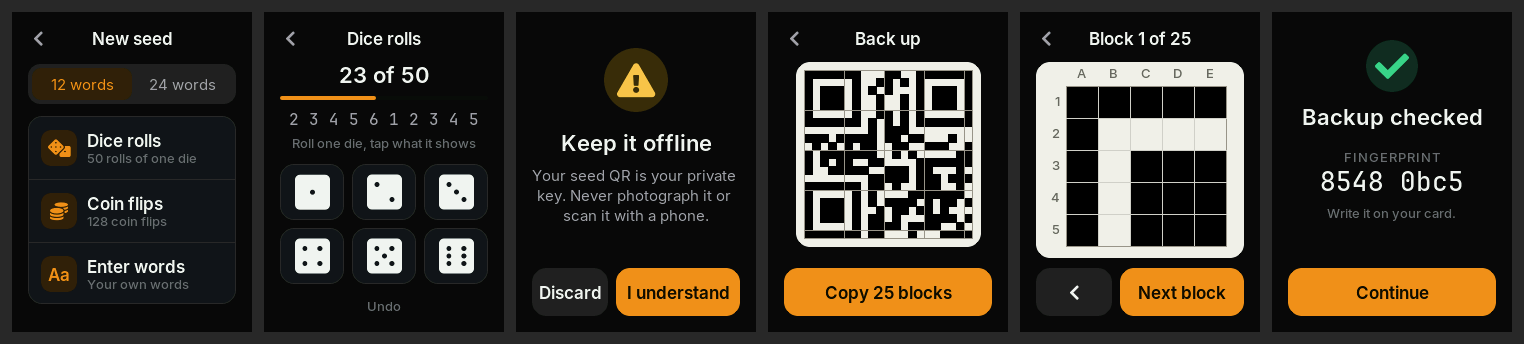 New seed
12 words
24 words
Dice rolls
50 rolls of one die
Coin flips
128 coin flips
Aa
Enter words
Your own words
Dice rolls
23 of 50
2 3 4 5 6 1 2 3 4 5
Roll one die, tap what it shows
Undo
Keep it offline
Your seed QR is your private
key. Never photograph it or
scan it with a phone.
Discard
I understand
Back up
Copy 25 blocks
Block 1 of 25
A B C D E
1
2
3
4
5
Next block
Backup checked
FINGERPRINT
8548 0bc5
Write it on your card.
Continue